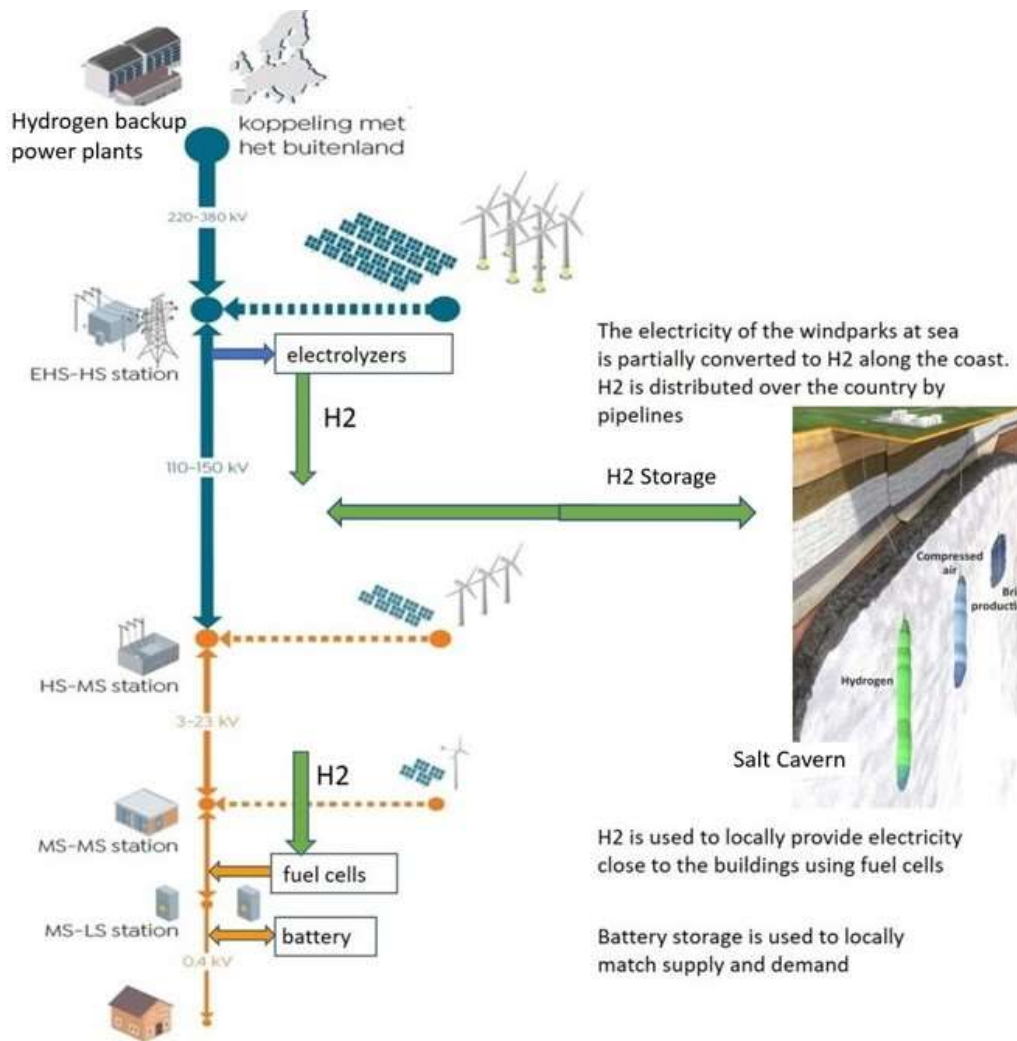 Hydrogen backup
power plants
koppeling met
het buitenland
220-380 kV
EHS-HS station
electrolyzers
H2
The electricity of the windparks at sea
is partially converted to H2 along the coast.
H2 is distributed over the country by
pipelines
110-150 kV
H2 Storage
Compressed
air
Bri
producti
Hydrogen
HS-MS station
3-23 kV
H2
Salt Cavern
MS-MS station
fuel cells
H2 is used to locally provide electricity
close to the buildings using fuel cells
MS-LS station
battery
0,4 kV
Battery storage is used to locally
match supply and demand